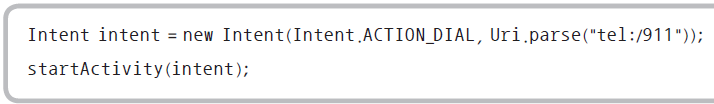 Intent intent = new Intent(Intent.ACTION_DIAL, Uri.parse("tel:/911"));
startActivity(intent);